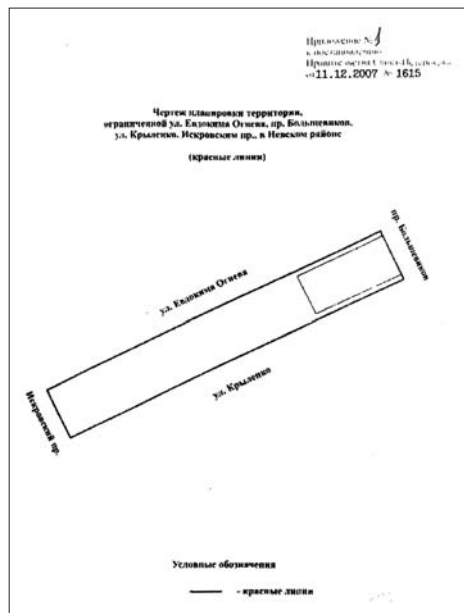 Приложение № 1
к постановлению
Правительства Санкт-Петербурга
от 11.12.2007 № 1615
Чертеж планировки территории,
ограниченной ул. Евдокима Огнева, пр. Большевиков,
ул. Крыленко, Искровским пр., в Невском районе
(красные линии)
пр. Большевиков
ул. Евдокима Огнева
ул. Крыленко
Искровский пр.
Условные обозначения
- красные линии